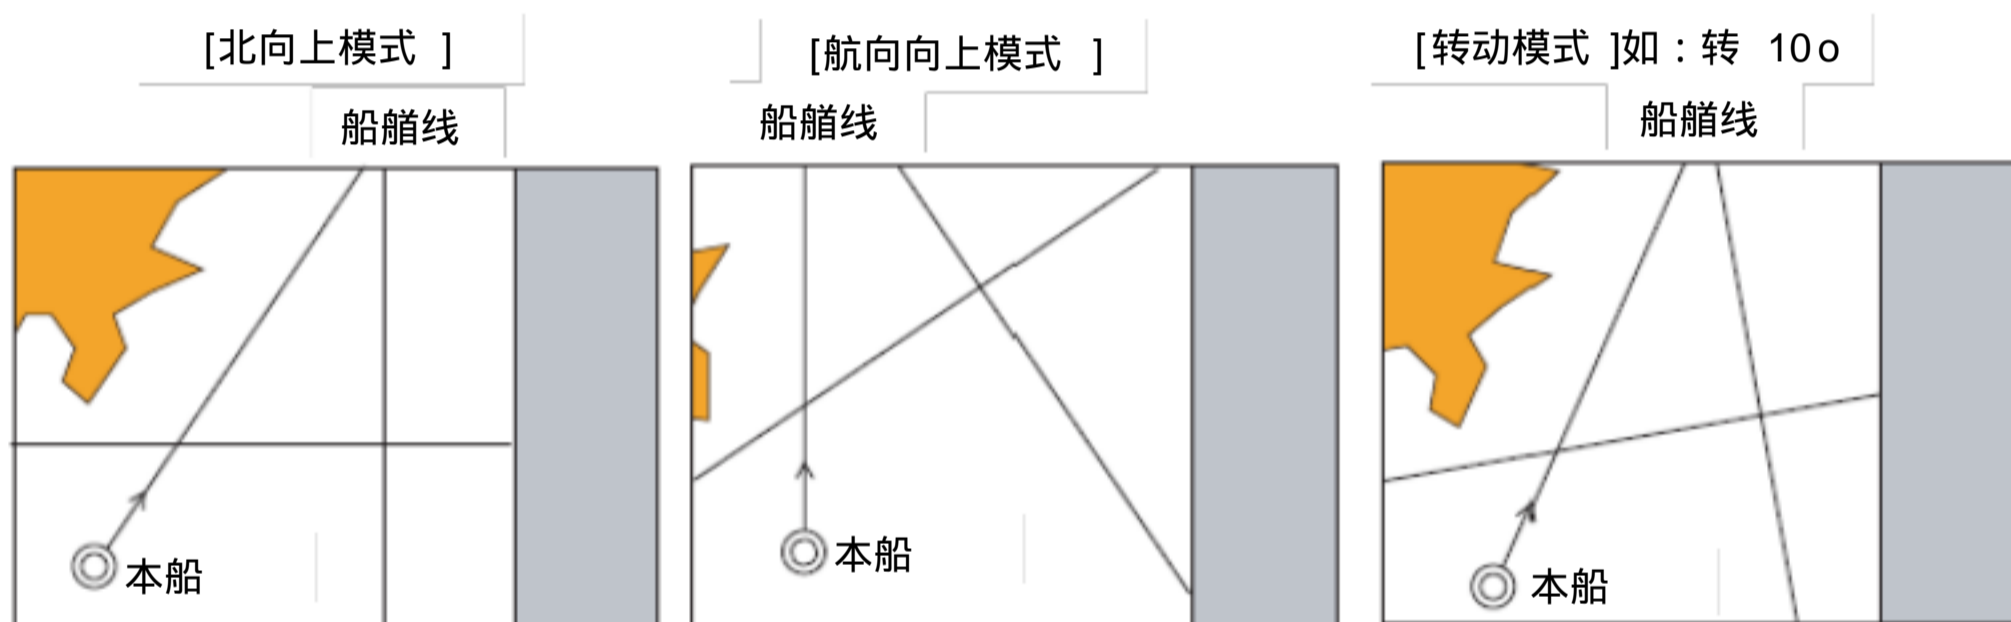 [北向上模式 ]
船艏线
本船
[航向向上模式 ]
船艏线
本船
[转动模式 ]如：转 10o
船艏线
本船